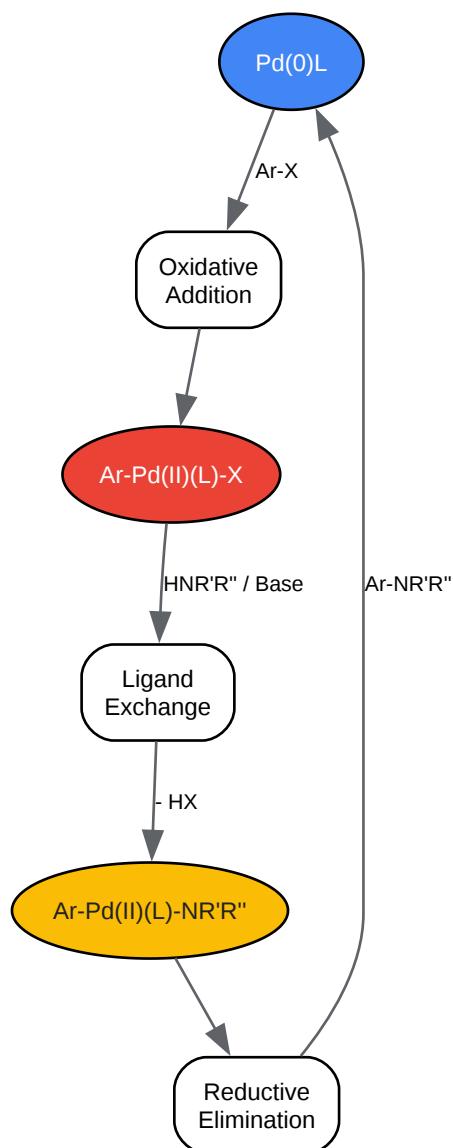 Pd(0)L
Ar-X
Oxidative
Addition
Ar-Pd(II)(L)-X
HNR'R'' / Base
Ar-NR'R''
Ligand
Exchange
- HX
Ar-Pd(II)(L)-NR'R''
Reductive
Elimination